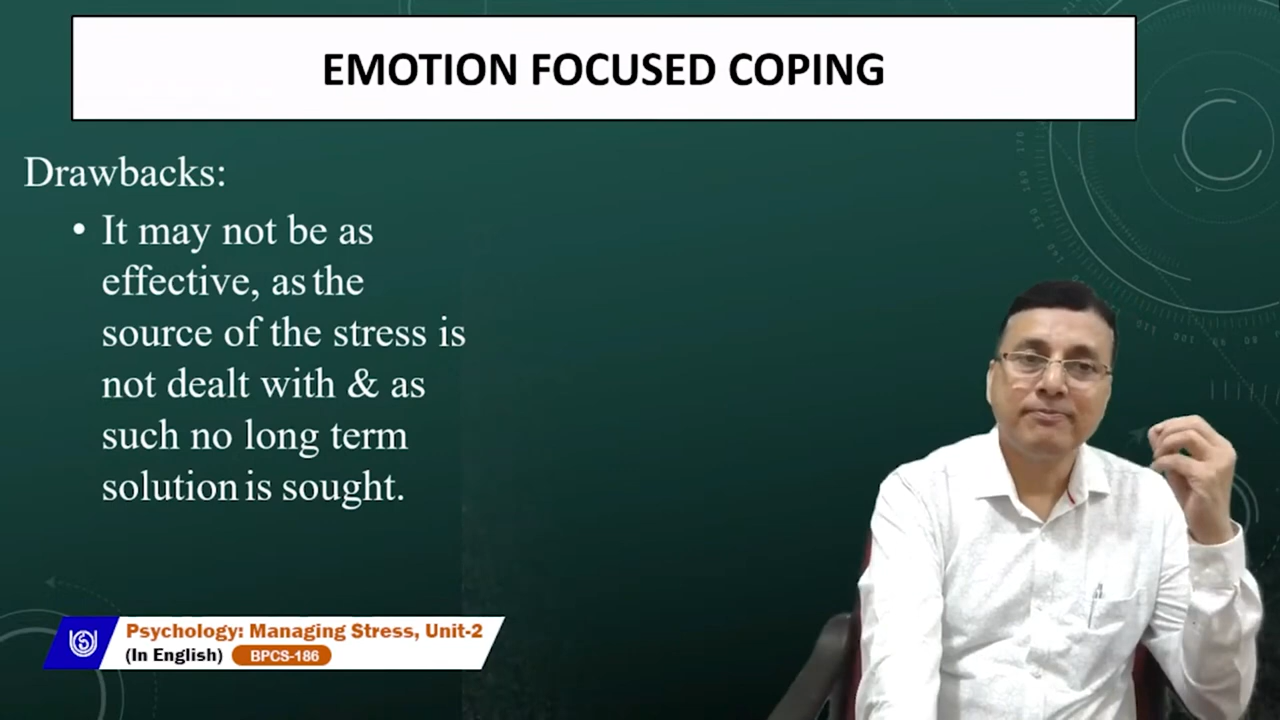 EMOTION FOCUSED COPING
Drawbacks:
• It may not be as
effective, as the
source of the stress is
not dealt with & as
such no long term
solution is sought.
Psychology: Managing Stress, Unit-2
(In English) BPCS-186